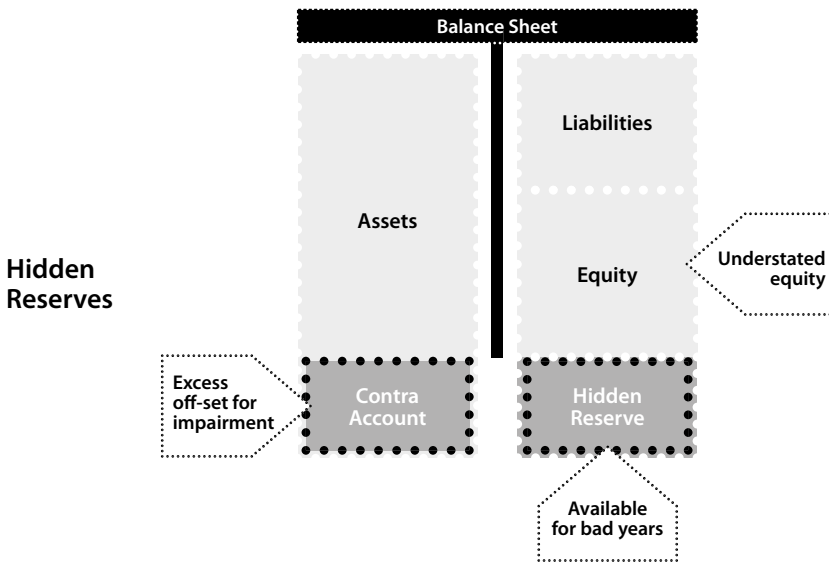 Balance Sheet
Liabilities
Assets
Equity
Understated
equity
Hidden
Reserves
Excess
off-set for
impairment
Contra
Account
Hidden
Reserve
Available
for bad years